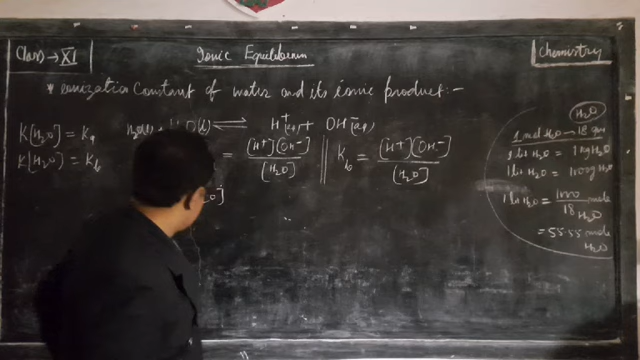 Class → XI
Ionic Equilibrium
Chemistry
* ionization Constant of water and its ionic product:-
K[H2O] = Ka
K[H2O] = Kb
H2O(l) ⇌ H+(aq) + OH-(aq)
= [H+][OH-] / [H2O] || Kb = [H+][OH-] / [H2O]
H2O
1 mol H2O → 18 gm
1 lit H2O = 1 kg H2O
1 lit H2O = 1000 g H2O
1 lit H2O = 1000/18 mole H2O
= 55.55 mole H2O